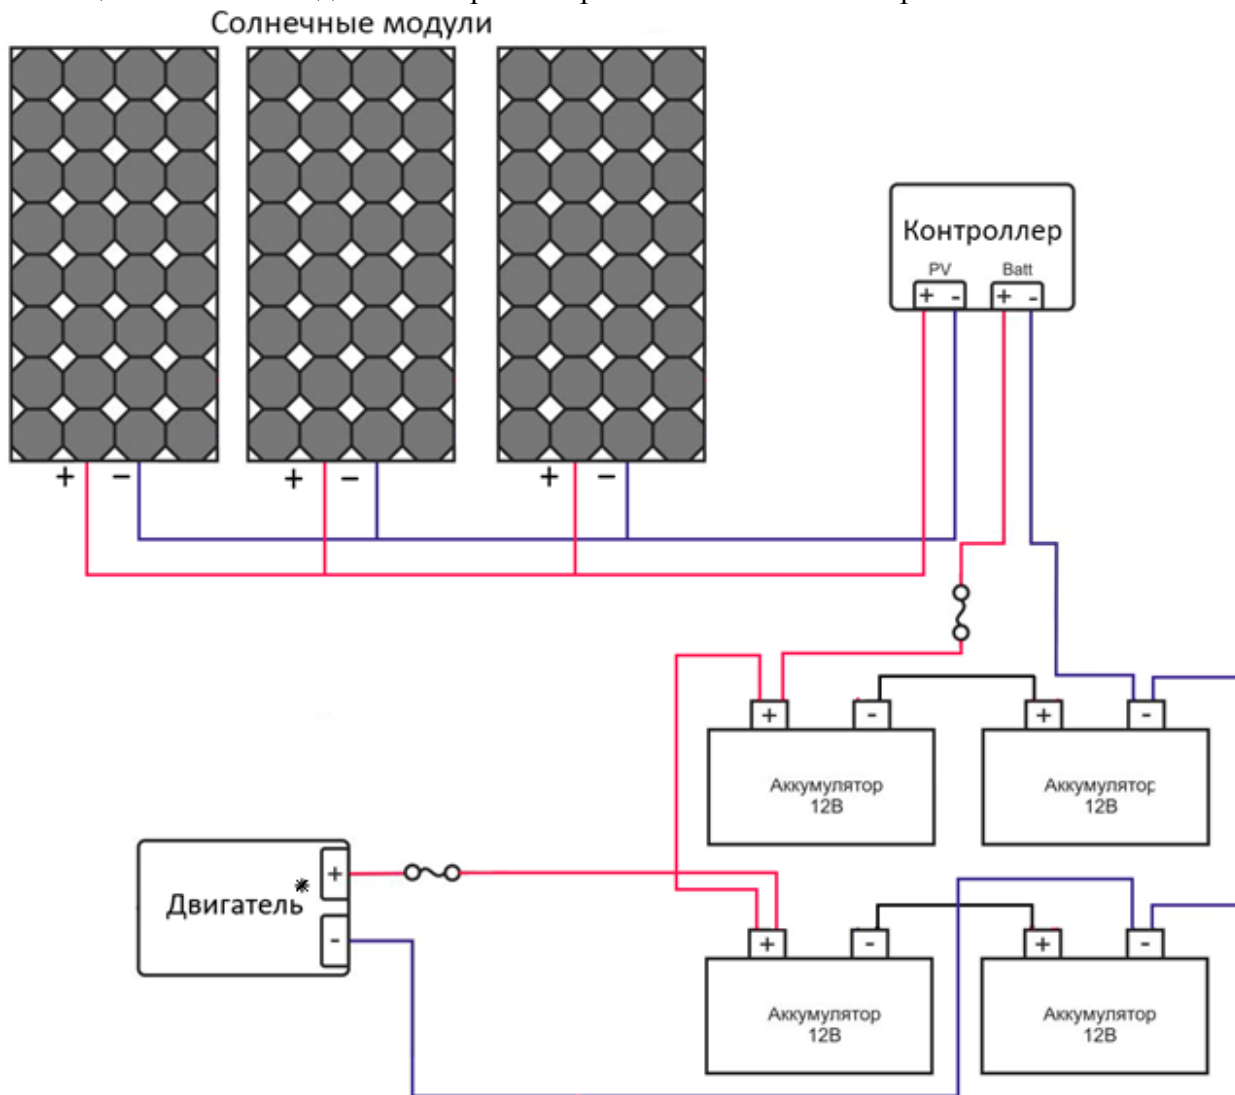 Солнечные модули
Контроллер
PV Batt
+ - + -
+ − + − + −
+ - + -
Аккумулятор
12В
Аккумулятор
12В
+
Двигатель*
-
+ - + -
Аккумулятор
12В
Аккумулятор
12В